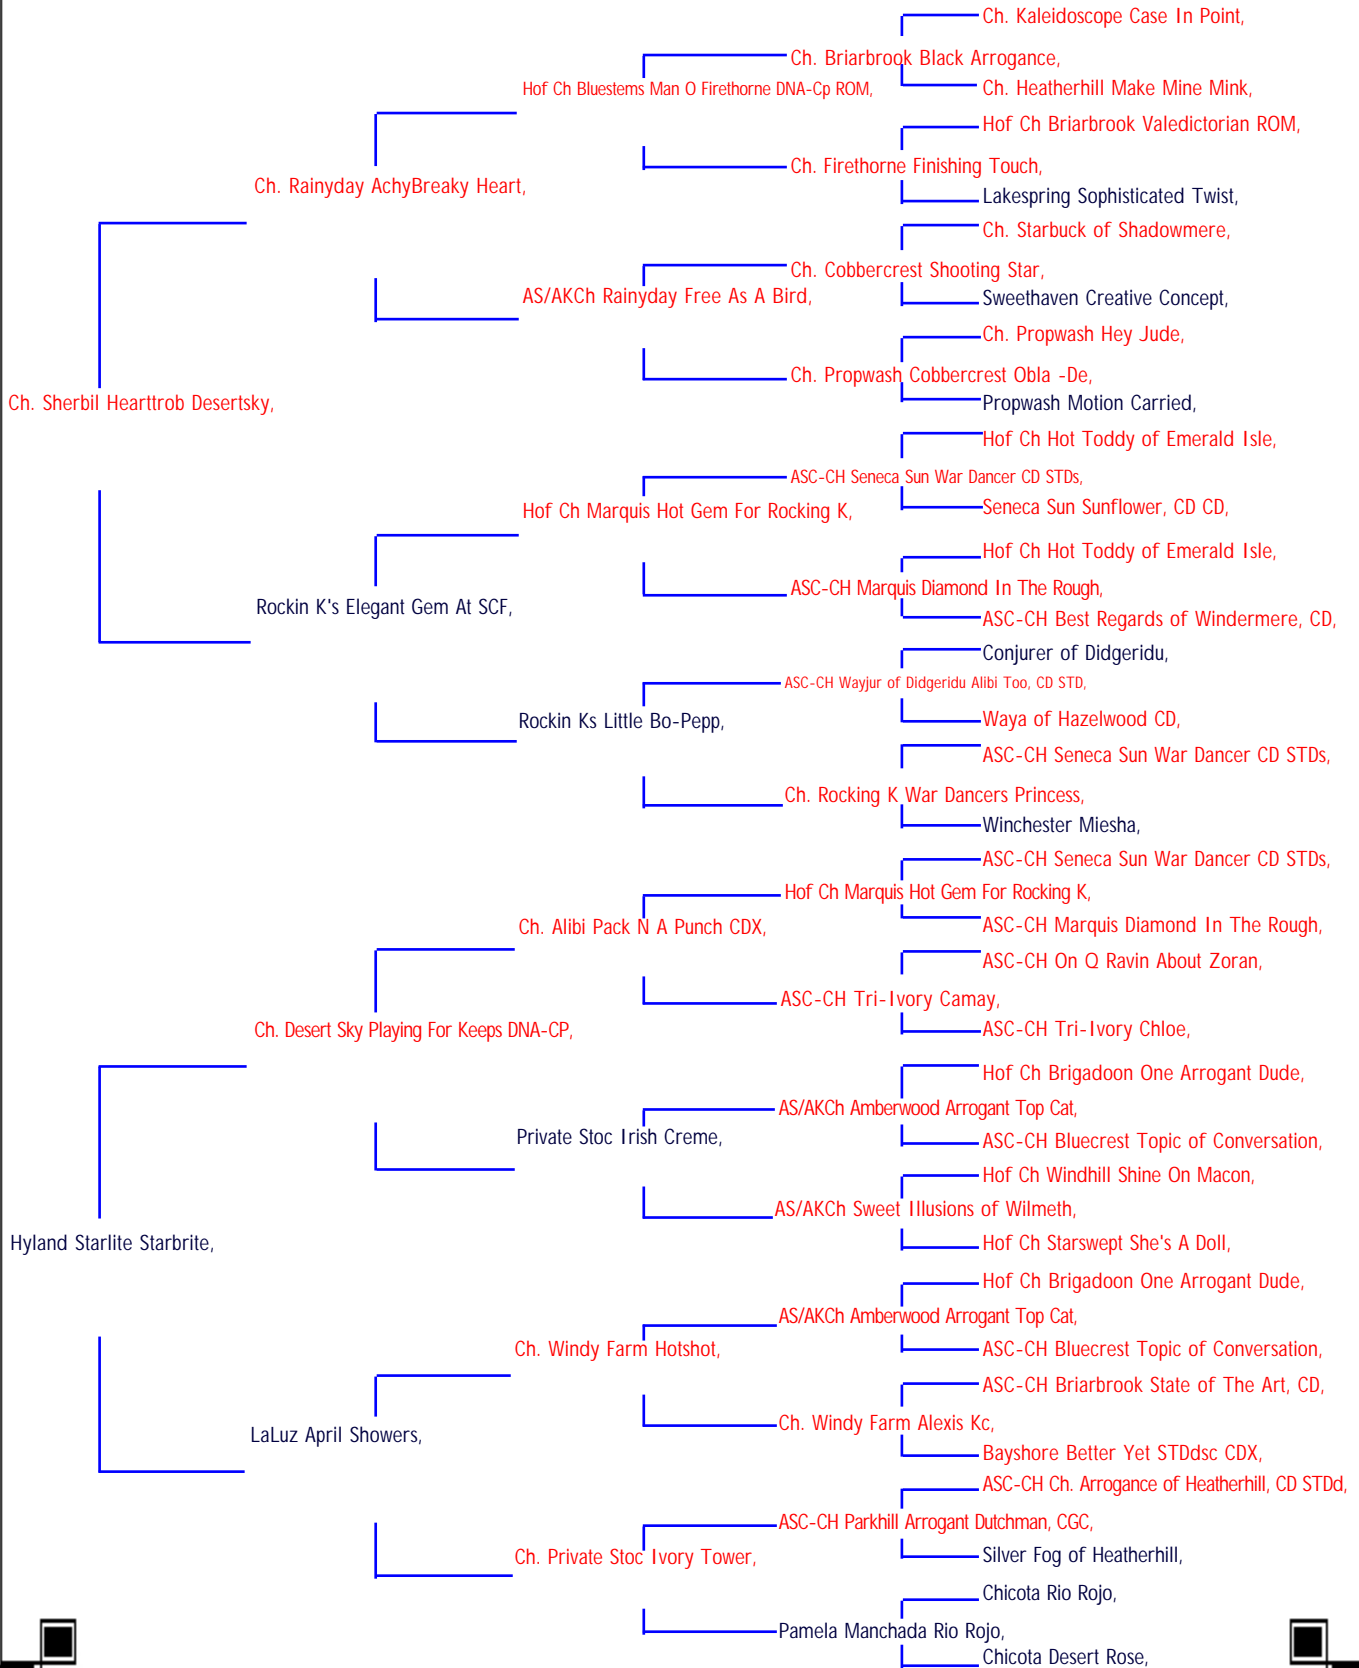 Ch. Kaleidoscope Case In Point,
Ch. Briarbrook Black Arrogance,
Hof Ch Bluestems Man O Firethorne DNA-Cp ROM,
Ch. Heatherhill Make Mine Mink,
Hof Ch Briarbrook Valedictorian ROM,
Ch. Firethorne Finishing Touch,
Ch. Rainyday AchyBreaky Heart,
Lakespring Sophisticated Twist,
Ch. Starbuck of Shadowmere,
Ch. Cobbercrest Shooting Star,
AS/AKCh Rainyday Free As A Bird,
Sweethaven Creative Concept,
Ch. Propwash Hey Jude,
Ch. Propwash Cobbercrest Obla -De,
Ch. Sherbil Hearttrob Desertsky,
Propwash Motion Carried,
Hof Ch Hot Toddy of Emerald Isle,
ASC-CH Seneca Sun War Dancer CD STDs,
Hof Ch Marquis Hot Gem For Rocking K,
Seneca Sun Sunflower, CD CD,
Hof Ch Hot Toddy of Emerald Isle,
ASC-CH Marquis Diamond In The Rough,
Rockin K's Elegant Gem At SCF,
ASC-CH Best Regards of Windermere, CD,
Conjurer of Didgeridu,
ASC-CH Wayjur of Didgeridu Alibi Too, CD STD,
Rockin Ks Little Bo-Pepp,
Waya of Hazelwood CD,
ASC-CH Seneca Sun War Dancer CD STDs,
Ch. Rocking K War Dancers Princess,
Winchester Miesha,
ASC-CH Seneca Sun War Dancer CD STDs,
Hof Ch Marquis Hot Gem For Rocking K,
Ch. Alibi Pack N A Punch CDX,
ASC-CH Marquis Diamond In The Rough,
ASC-CH On Q Ravin About Zoran,
ASC-CH Tri-Ivory Camay,
Ch. Desert Sky Playing For Keeps DNA-CP,
ASC-CH Tri-Ivory Chloe,
Hof Ch Brigadoon One Arrogant Dude,
AS/AKCh Amberwood Arrogant Top Cat,
Private Stoc Irish Creme,
ASC-CH Bluecrest Topic of Conversation,
Hof Ch Windhill Shine On Macon,
AS/AKCh Sweet Illusions of Wilmeth,
Hyland Starlite Starbrite,
Hof Ch Starswept She's A Doll,
Hof Ch Brigadoon One Arrogant Dude,
AS/AKCh Amberwood Arrogant Top Cat,
Ch. Windy Farm Hotshot,
ASC-CH Bluecrest Topic of Conversation,
ASC-CH Briarbrook State of The Art, CD,
Ch. Windy Farm Alexis Kc,
LaLuz April Showers,
Bayshore Better Yet STDdsc CDX,
ASC-CH Ch. Arrogance of Heatherhill, CD STDd,
ASC-CH Parkhill Arrogant Dutchman, CGC,
Ch. Private Stoc Ivory Tower,
Silver Fog of Heatherhill,
Chicota Rio Rojo,
Pamela Manchada Rio Rojo,
Chicota Desert Rose,